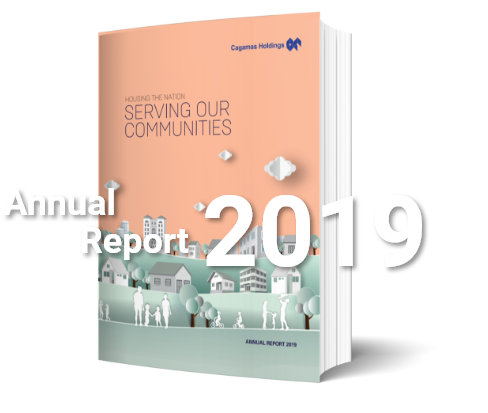 Cagamas Holdings
HOUSING THE NATION
SERVING OUR
COMMUNITIES
Annual
Report 2019
ANNUAL REPORT 2019